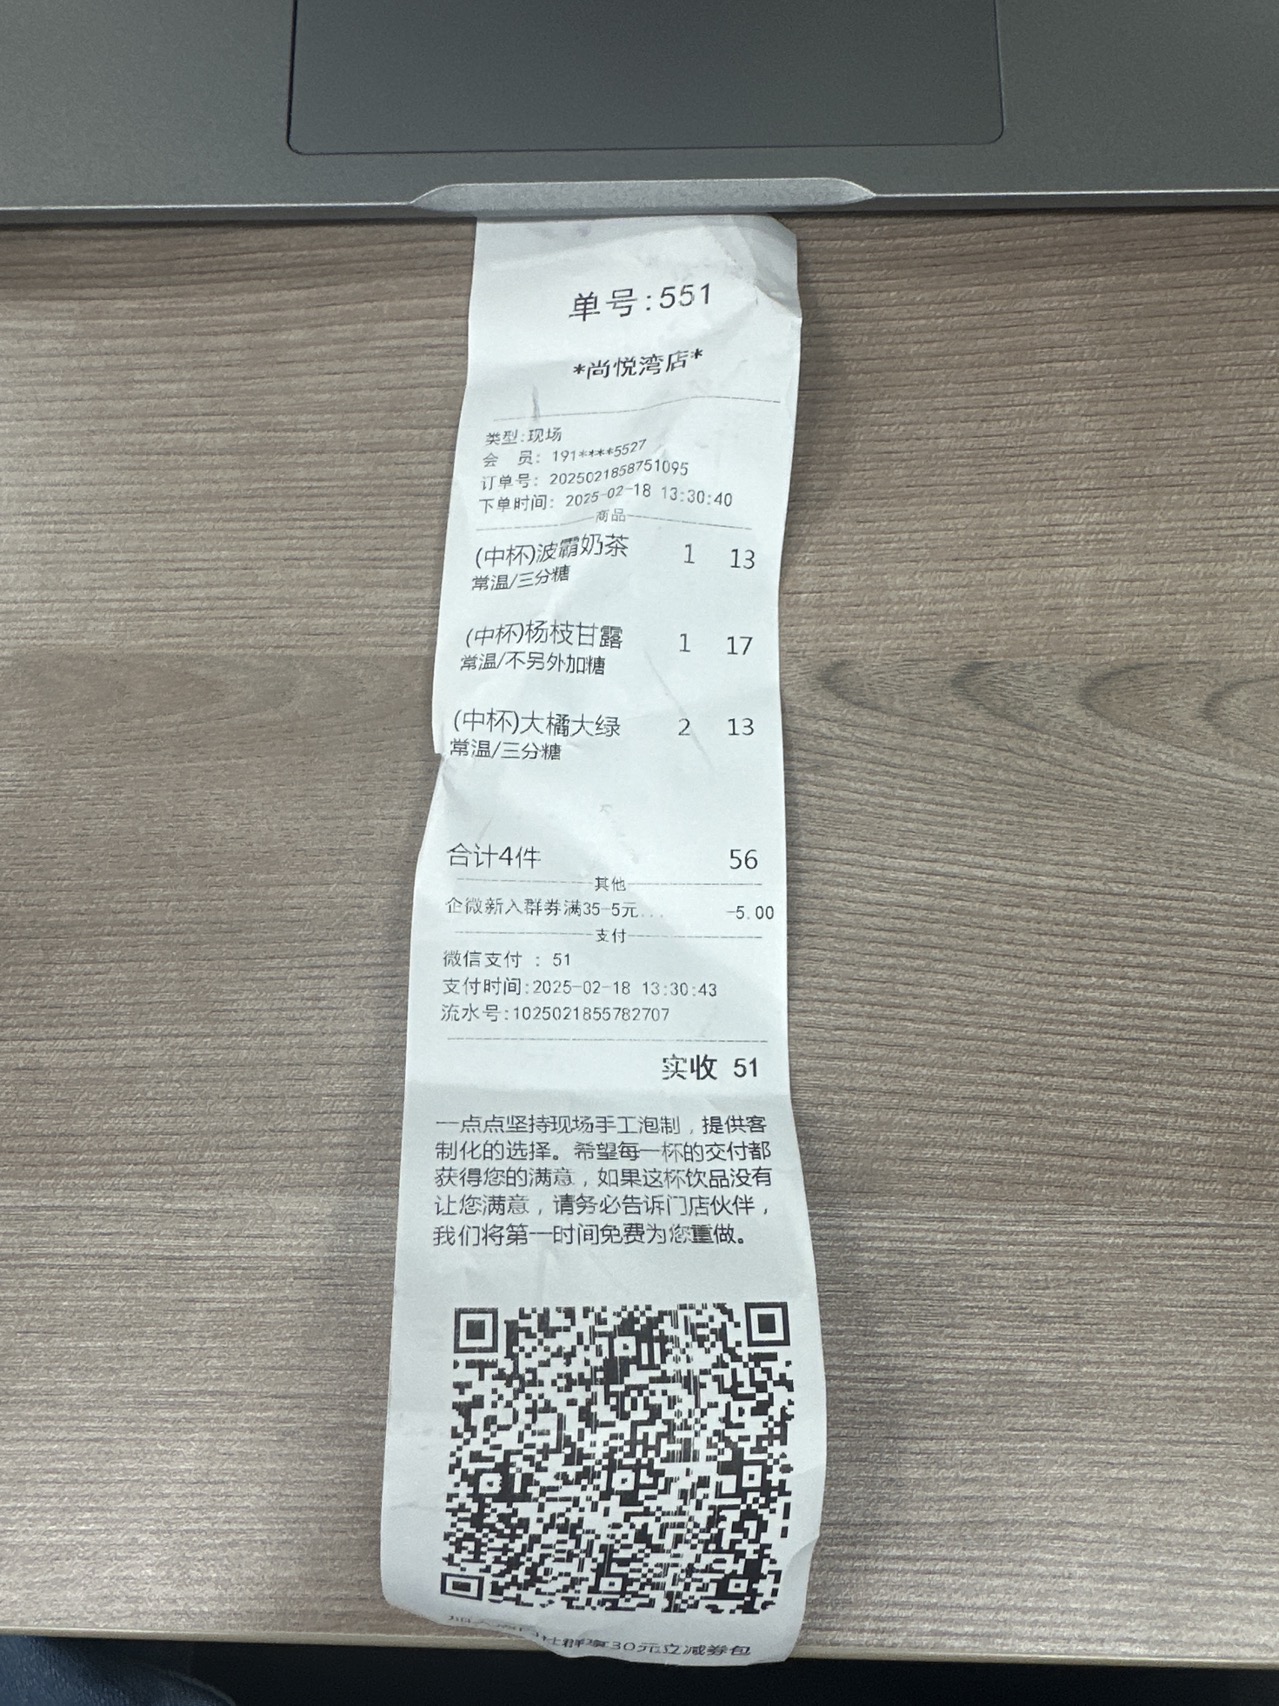 单号:551
*尚悦湾店*
类型:现场
会 员: 191****5527
订单号: 2025021858751095
下单时间: 2025-02-18 13:30:40
商品
(中杯)波霸奶茶 1 13
常温/三分糖
(中杯)杨枝甘露 1 17
常温/不另外加糖
(中杯)大橘大绿 2 13
常温/三分糖
合计4件 56
其他
企微新入群券满35-5元... -5.00
支付
微信支付 : 51
支付时间:2025-02-18 13:30:43
流水号:1025021855782707
实收 51
一点点坚持现场手工泡制，提供客
制化的选择。希望每一杯的交付都
获得您的满意，如果这杯饮品没有
让您满意，请务必告诉门店伙伴，
我们将第一时间免费为您重做。
社群享30元立减券包